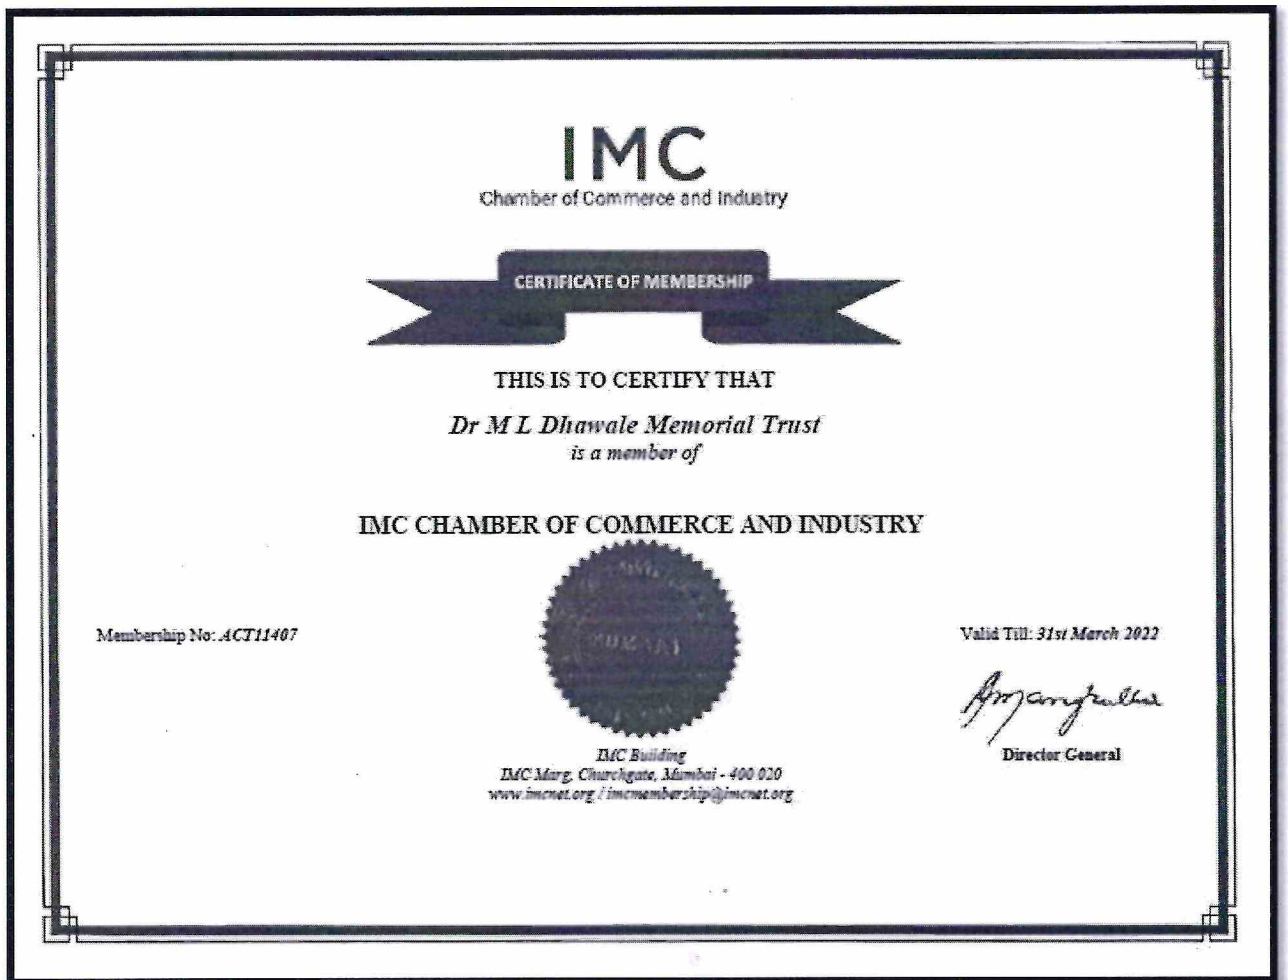 IMC
Chamber of Commerce and Industry
CERTIFICATE OF MEMBERSHIP
THIS IS TO CERTIFY THAT
Dr M L Dhawale Memorial Trust
is a member of
IMC CHAMBER OF COMMERCE AND INDUSTRY
Membership No: ACT11407
Valid Till: 31st March 2022
Director General
IMC Building
IMC Marg, Churchgate, Mumbai - 400 020
www.imcnet.org / imcmembership@imcnet.org